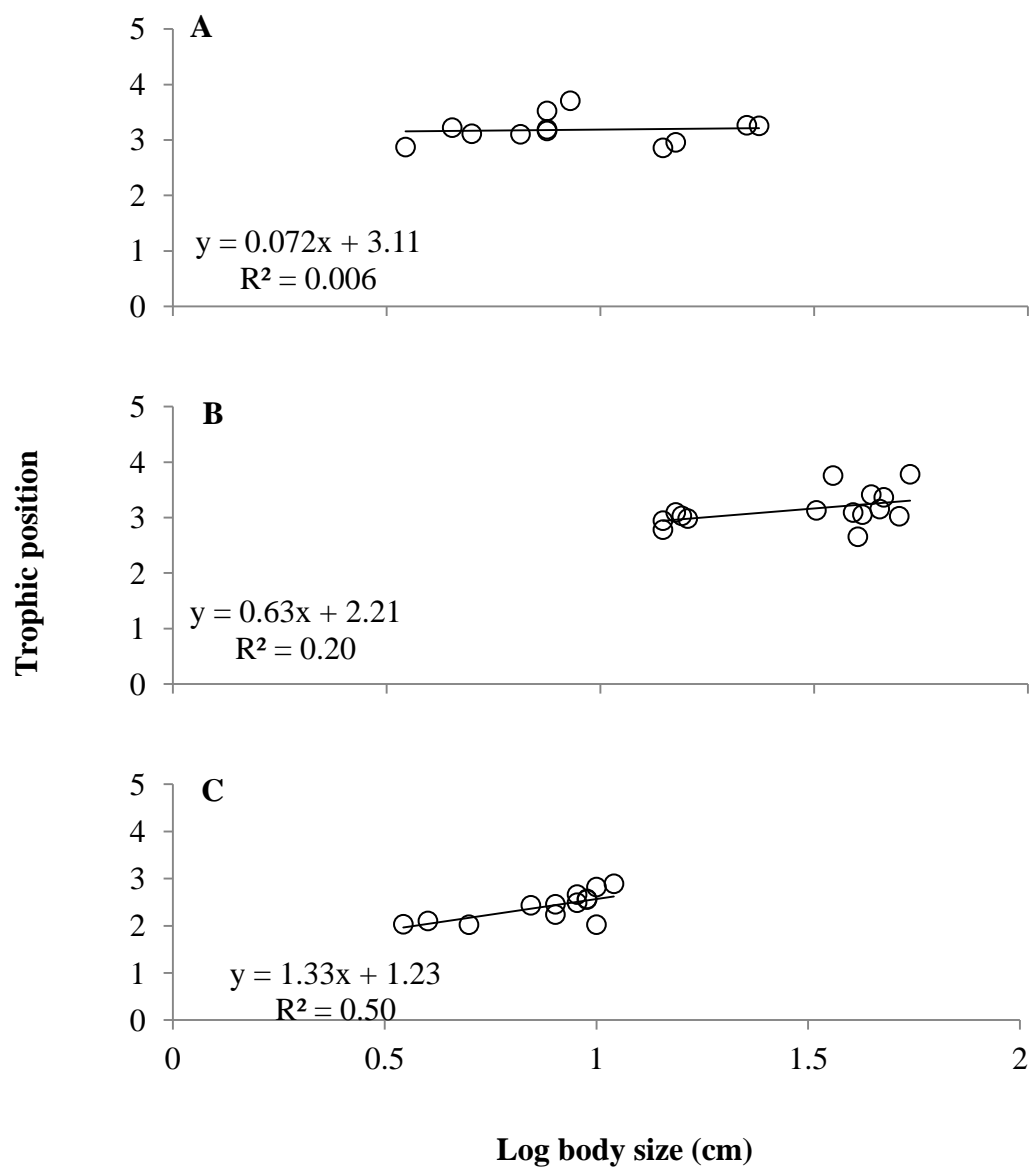 A
5
4
3
2
1
0
y = 0.072x + 3.11
R² = 0.006
B
5
4
3
2
1
0
y = 0.63x + 2.21
R² = 0.20
Trophic position
C
5
4
3
2
1
0
y = 1.33x + 1.23
R² = 0.50
0 0.5 1 1.5 2
Log body size (cm)